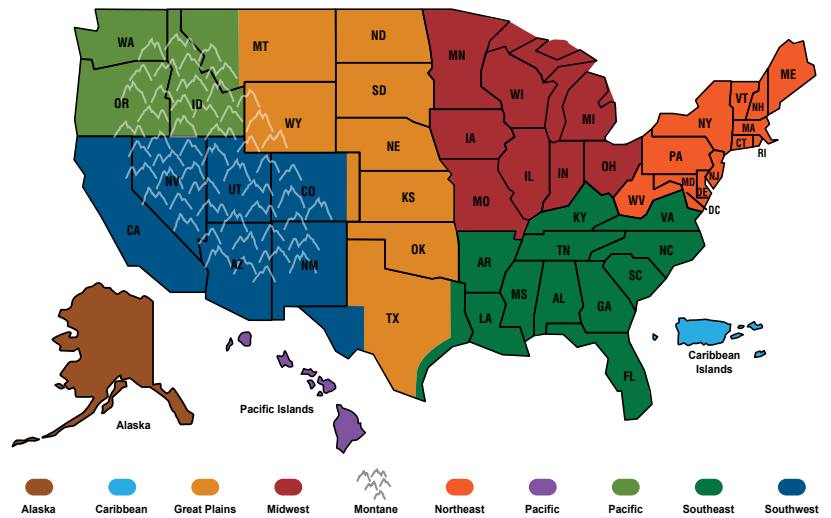 WA
MT
ND
MN
ME
OR
ID
WY
SD
WI
MI
VT
NH
NY
MA
CT
RI
NV
UT
CO
NE
IA
IL
IN
OH
PA
NJ
MD
DE
DC
WV
CA
KS
MO
KY
VA
AZ
NM
OK
AR
TN
NC
SC
TX
LA
MS
AL
GA
FL
Alaska
Pacific Islands
Caribbean
Islands
Alaska
Caribbean
Great Plains
Midwest
Montane
Northeast
Pacific
Pacific
Southeast
Southwest